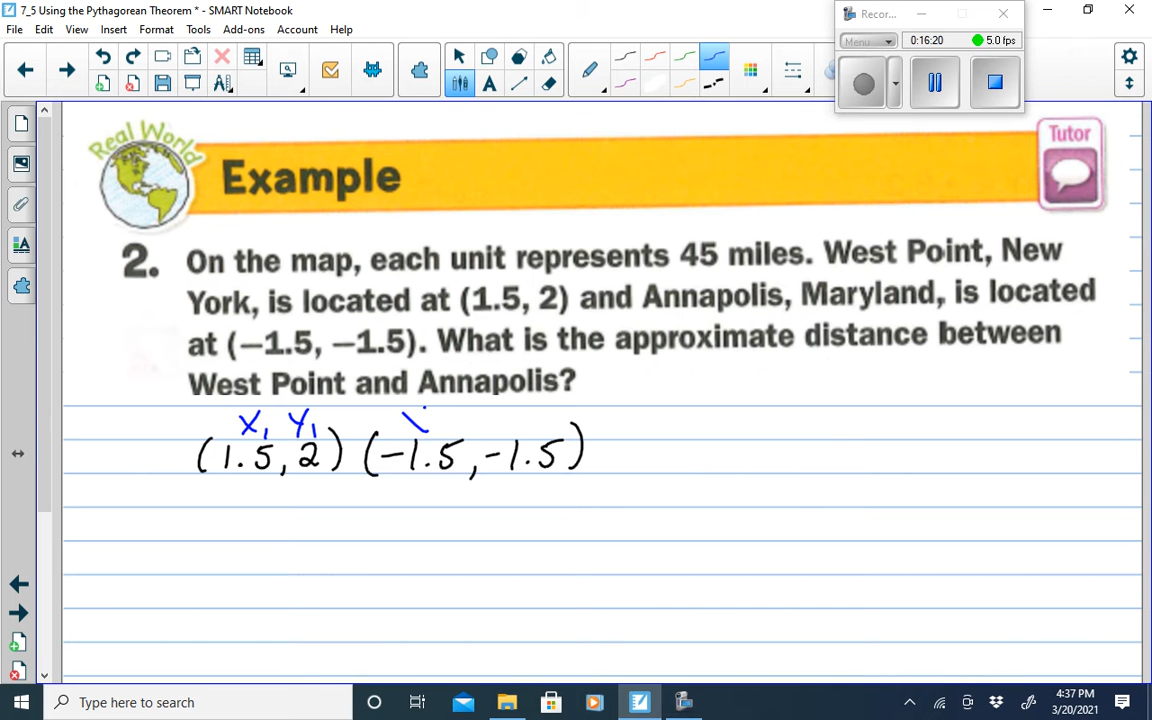 7_5 Using the Pythagorean Theorem * - SMART Notebook
File Edit View Insert Format Tools Add-ons Account Help
Recor...
Menu
0:16:20
5.0 fps
Real World
Example
Tutor
2. On the map, each unit represents 45 miles. West Point, New
York, is located at (1.5, 2) and Annapolis, Maryland, is located
at (−1.5, −1.5). What is the approximate distance between
West Point and Annapolis?
X₁ Y₁
(1.5, 2) (-1.5, -1.5)
Type here to search
4:37 PM
3/20/2021